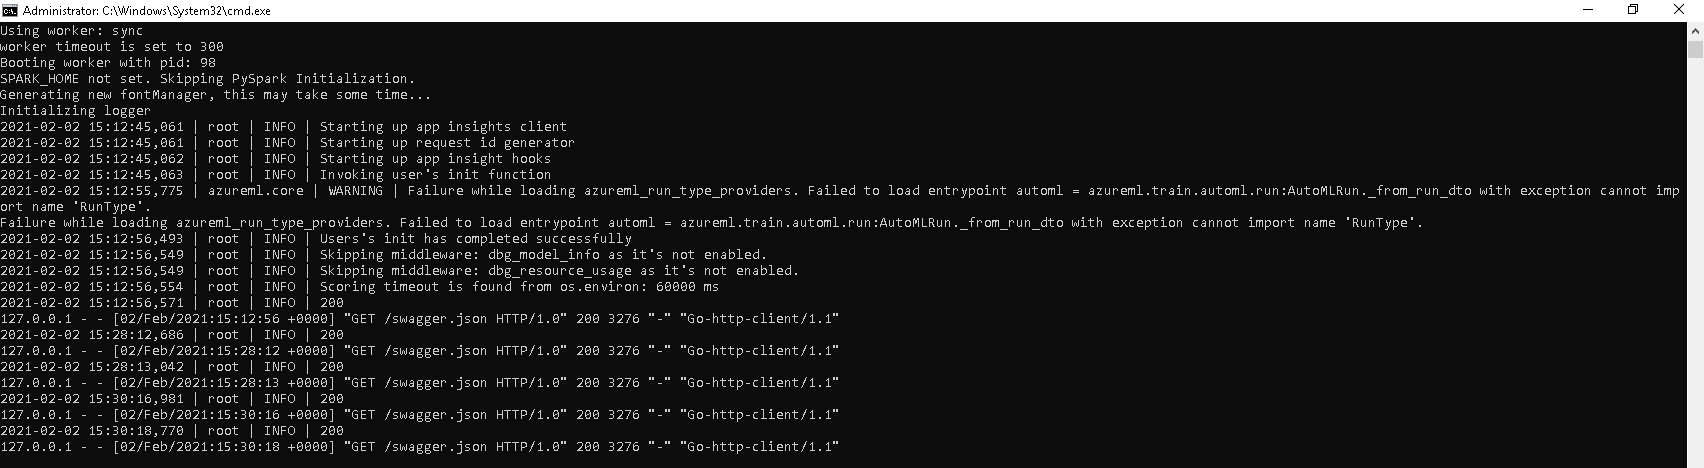 Administrator: C:\Windows\System32\cmd.exe
Using worker: sync
worker timeout is set to 300
Booting worker with pid: 98
SPARK_HOME not set. Skipping PySpark Initialization.
Generating new fontManager, this may take some time...
Initializing logger
2021-02-02 15:12:45,061 | root | INFO | Starting up app insights client
2021-02-02 15:12:45,061 | root | INFO | Starting up request id generator
2021-02-02 15:12:45,062 | root | INFO | Starting up app insight hooks
2021-02-02 15:12:45,063 | root | INFO | Invoking user's init function
2021-02-02 15:12:55,775 | azureml.core | WARNING | Failure while loading azureml_run_type_providers. Failed to load entrypoint automl = azureml.train.automl.run:AutoMLRun._from_run_dto with exception cannot imp
ort name 'RunType'.
Failure while loading azureml_run_type_providers. Failed to load entrypoint automl = azureml.train.automl.run:AutoMLRun._from_run_dto with exception cannot import name 'RunType'.
2021-02-02 15:12:56,493 | root | INFO | Users's init has completed successfully
2021-02-02 15:12:56,549 | root | INFO | Skipping middleware: dbg_model_info as it's not enabled.
2021-02-02 15:12:56,549 | root | INFO | Skipping middleware: dbg_resource_usage as it's not enabled.
2021-02-02 15:12:56,554 | root | INFO | Scoring timeout is found from os.environ: 60000 ms
2021-02-02 15:12:56,571 | root | INFO | 200
127.0.0.1 - - [02/Feb/2021:15:12:56 +0000] "GET /swagger.json HTTP/1.0" 200 3276 "-" "Go-http-client/1.1"
2021-02-02 15:28:12,686 | root | INFO | 200
127.0.0.1 - - [02/Feb/2021:15:28:12 +0000] "GET /swagger.json HTTP/1.0" 200 3276 "-" "Go-http-client/1.1"
2021-02-02 15:28:13,042 | root | INFO | 200
127.0.0.1 - - [02/Feb/2021:15:28:13 +0000] "GET /swagger.json HTTP/1.0" 200 3276 "-" "Go-http-client/1.1"
2021-02-02 15:30:16,981 | root | INFO | 200
127.0.0.1 - - [02/Feb/2021:15:30:16 +0000] "GET /swagger.json HTTP/1.0" 200 3276 "-" "Go-http-client/1.1"
2021-02-02 15:30:18,770 | root | INFO | 200
127.0.0.1 - - [02/Feb/2021:15:30:18 +0000] "GET /swagger.json HTTP/1.0" 200 3276 "-" "Go-http-client/1.1"